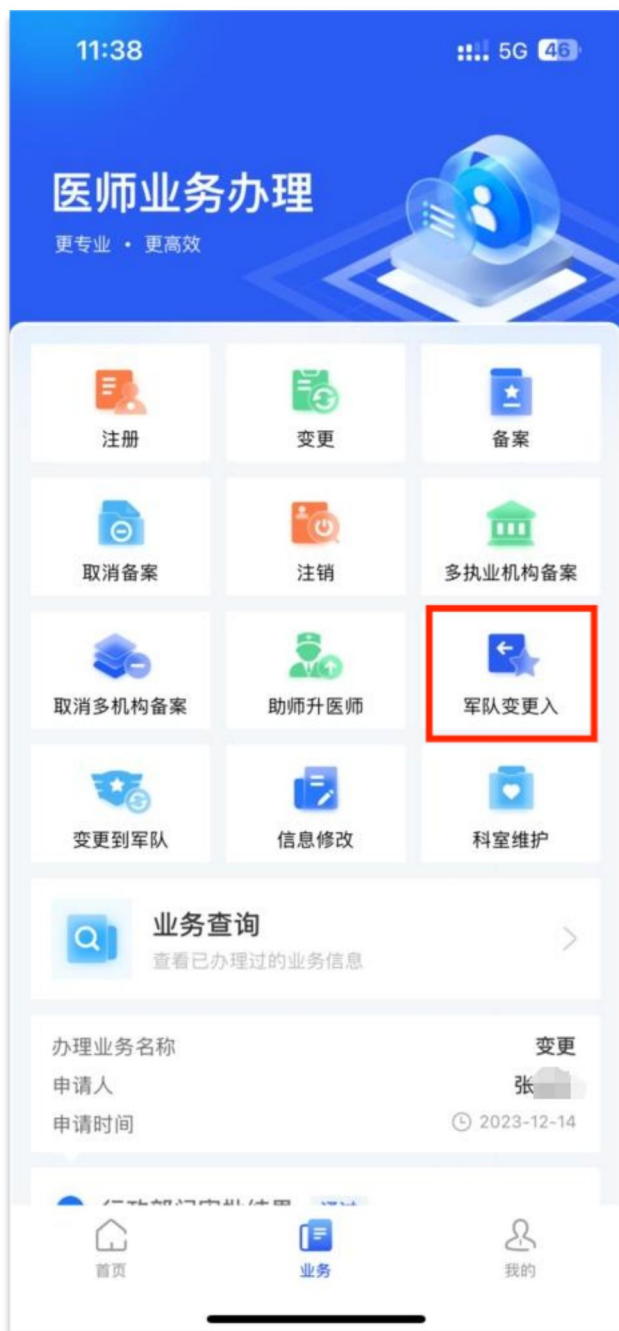 11:38 5G 46
医师业务办理
更专业 · 更高效
注册 变更 备案
取消备案 注销 多执业机构备案
取消多机构备案 助师升医师 军队变更入
变更到军队 信息修改 科室维护
业务查询
查看已办理过的业务信息
办理业务名称 变更
申请人 张
申请时间 2023-12-14
首页 业务 我的